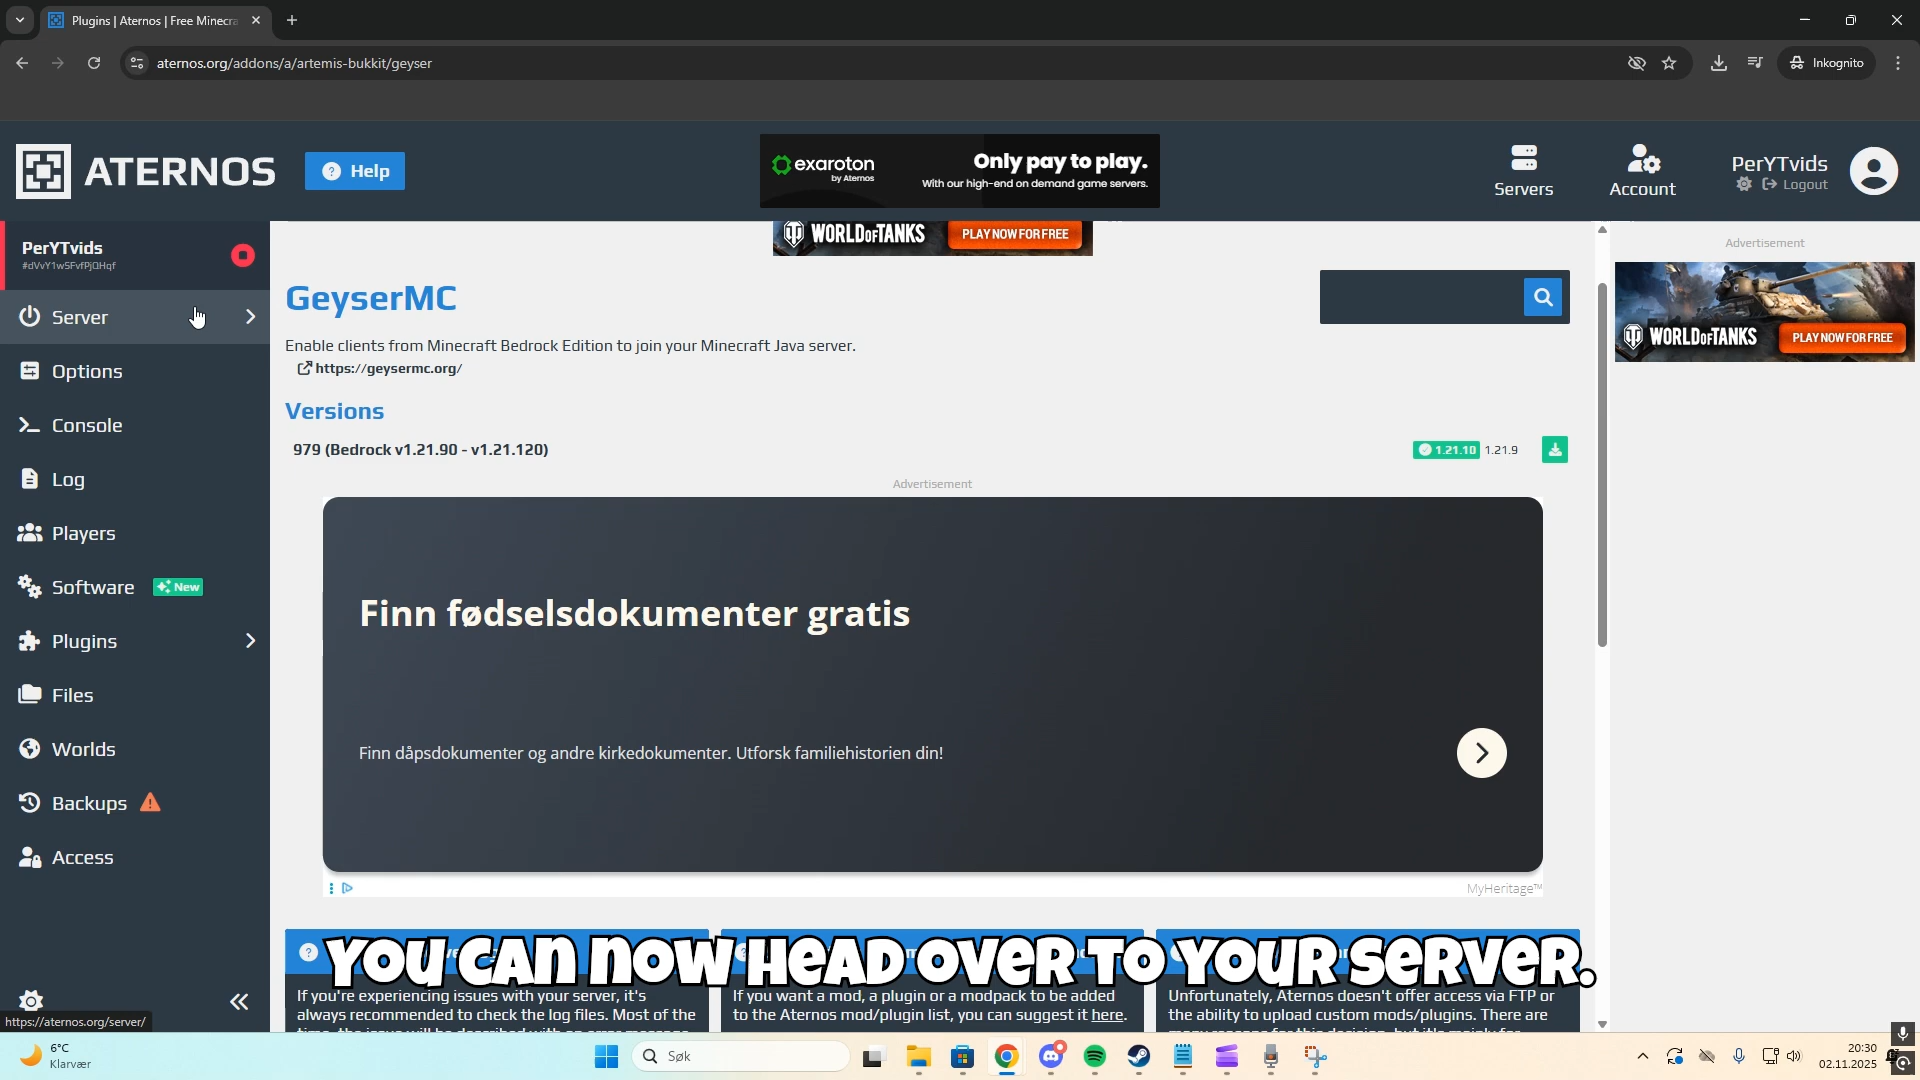 Plugins | Aternos | Free Minecra
aternos.org/addons/a/artemis-bukkit/geyser
Inkognito
ATERNOS
Help
exaroton
by Aternos
Only pay to play.
With our high-end on demand game servers.
Servers
Account
PerYTvids
Logout
PerYTvids
Server
Options
Console
Log
Players
Software
New
Plugins
Files
Worlds
Backups
Access
https://aternos.org/server/
WORLD OF TANKS
PLAY NOW FOR FREE
GeyserMC
Enable clients from Minecraft Bedrock Edition to join your Minecraft Java server.
https://geysermc.org/
Versions
979 (Bedrock v1.21.90 - v1.21.120)
1.21.10
1.21.9
Advertisement
Finn fødselsdokumenter gratis
Finn dåpsdokumenter og andre kirkedokumenter. Utforsk familiehistorien din!
MyHeritage™
Advertisement
WORLD OF TANKS
PLAY NOW FOR FREE
YOU CAN NOW HEAD OVER TO YOUR SERVER.
If you're experiencing issues with your server, it's
always recommended to check the log files. Most of the
If you want a mod, a plugin or a modpack to be added
to the Aternos mod/plugin list, you can suggest it here.
Unfortunately, Aternos doesn't offer access via FTP or
the ability to upload custom mods/plugins. There are
6°C
Klarvær
Søk
20:30
02.11.2025